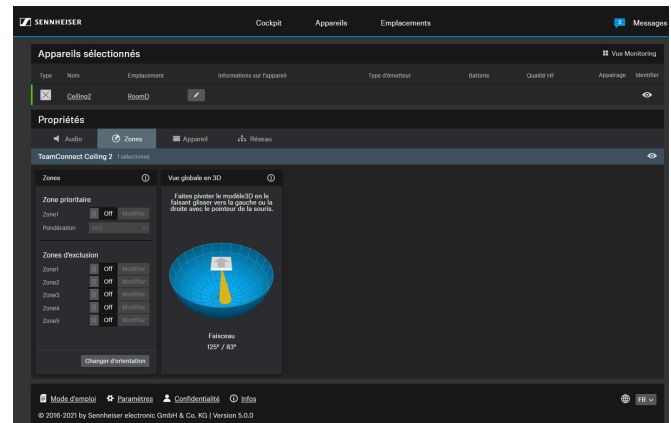 SENNHEISER Cockpit Appareils Emplacements 3 Messages
Appareils sélectionnés Vue Monitoring
Type Nom Emplacement Informations sur l'appareil Type d'émetteur Batterie Qualité HF Appairage Identifier
Ceiling2 RoomD
Propriétés
Audio Zones Appareil Réseau
TeamConnect Ceiling 2 1 sélectionné
Zones
Zone prioritaire
Zone1 Off Modifier
Pondération Mid
Zones d'exclusion
Zone1 Off Modifier
Zone2 Off Modifier
Zone3 Off Modifier
Zone4 Off Modifier
Zone5 Off Modifier
Changer d'orientation
Vue globale en 3D
Faites pivoter le modèle3D en le
faisant glisser vers la gauche ou la
droite avec le pointeur de la souris.
Faisceau
125° / 83°
Mode d'emploi Paramètres Confidentialité Infos FR
© 2016-2021 by Sennheiser electronic GmbH & Co. KG | Version 5.0.0